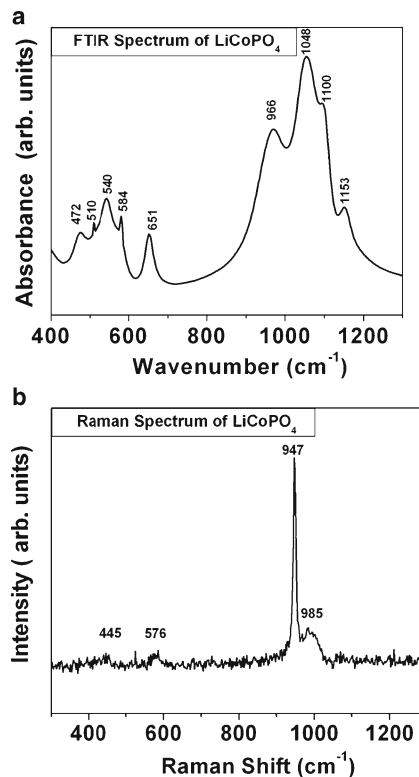 a
FTIR Spectrum of LiCoPO4
1048
966
1100
540
584
472
510
651
1153
Absorbance (arb. units)
400 600 800 1000 1200
Wavenumber (cm-1)
b
Raman Spectrum of LiCoPO4
947
985
445
576
Intensity ( arb. units)
400 600 800 1000 1200
Raman Shift (cm-1)